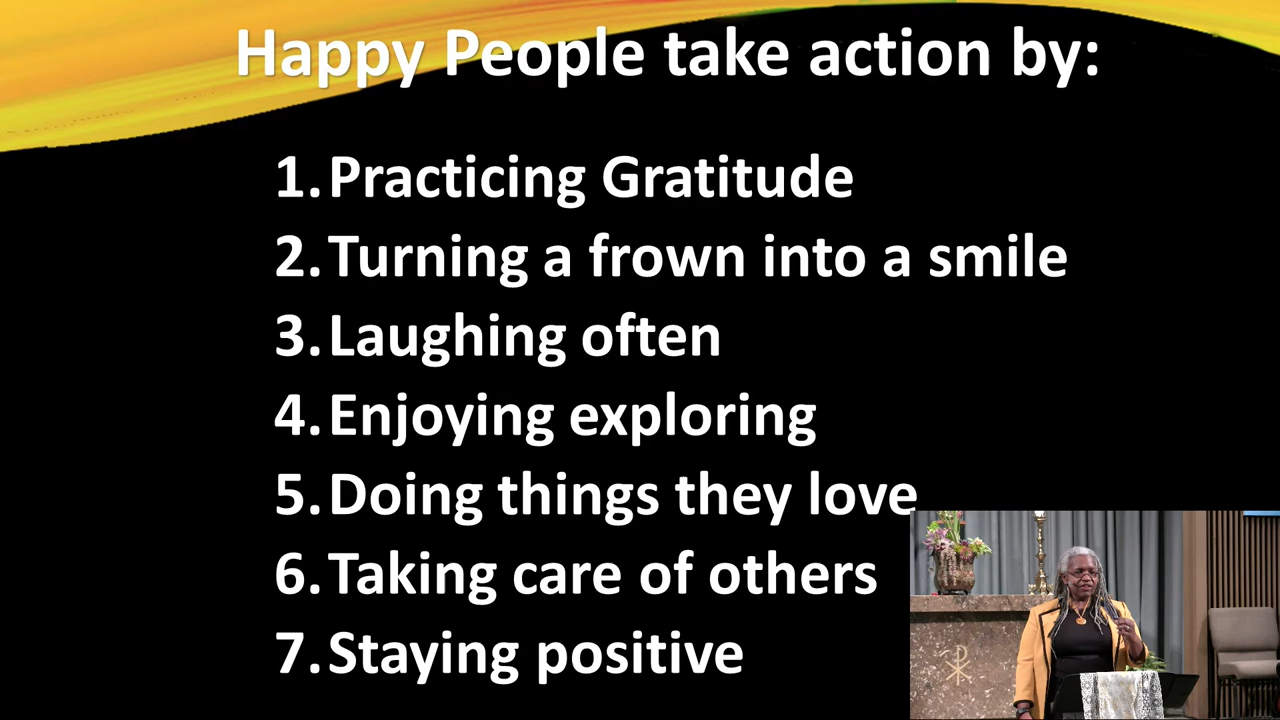 Happy People take action by:
1. Practicing Gratitude
2. Turning a frown into a smile
3. Laughing often
4. Enjoying exploring
5. Doing things they love
6. Taking care of others
7. Staying positive